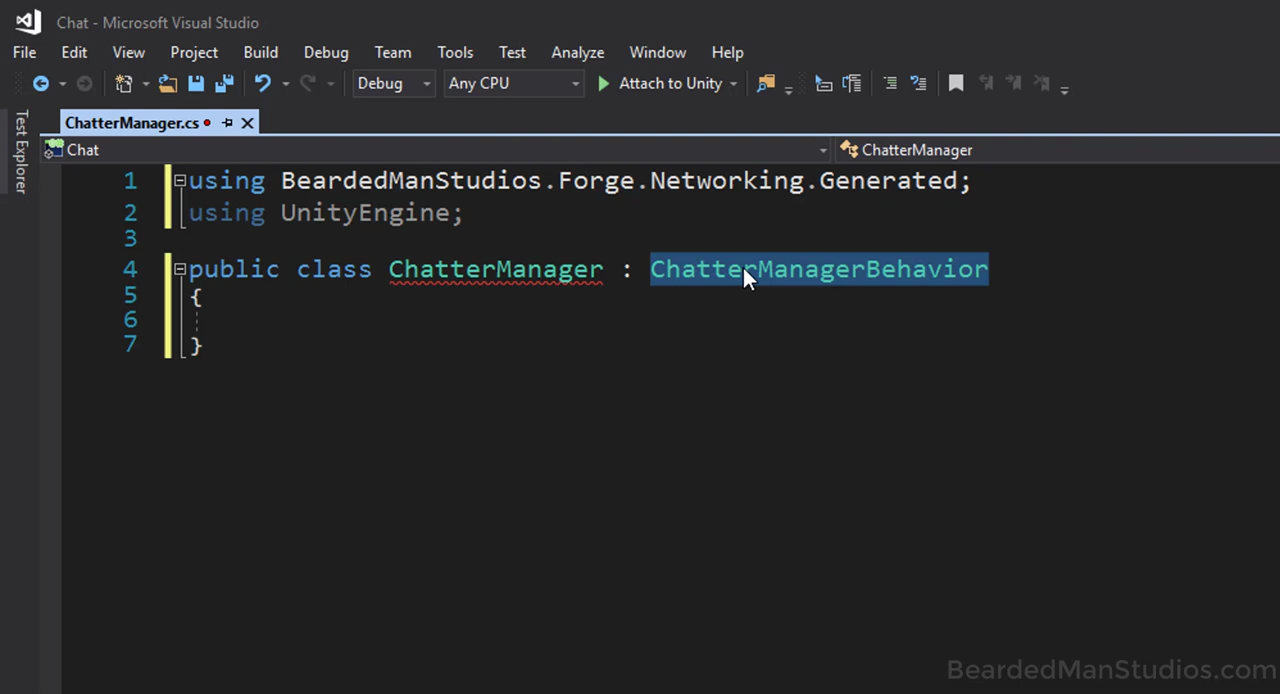 Chat - Microsoft Visual Studio
File Edit View Project Build Debug Team Tools Test Analyze Window Help
Debug Any CPU Attach to Unity
Test Explorer
ChatterManager.cs
Chat ChatterManager
1 using BeardedManStudios.Forge.Networking.Generated;
2 using UnityEngine;
3
4 public class ChatterManager : ChatterManagerBehavior
5 {
6
7 }
BeardedManStudios.com